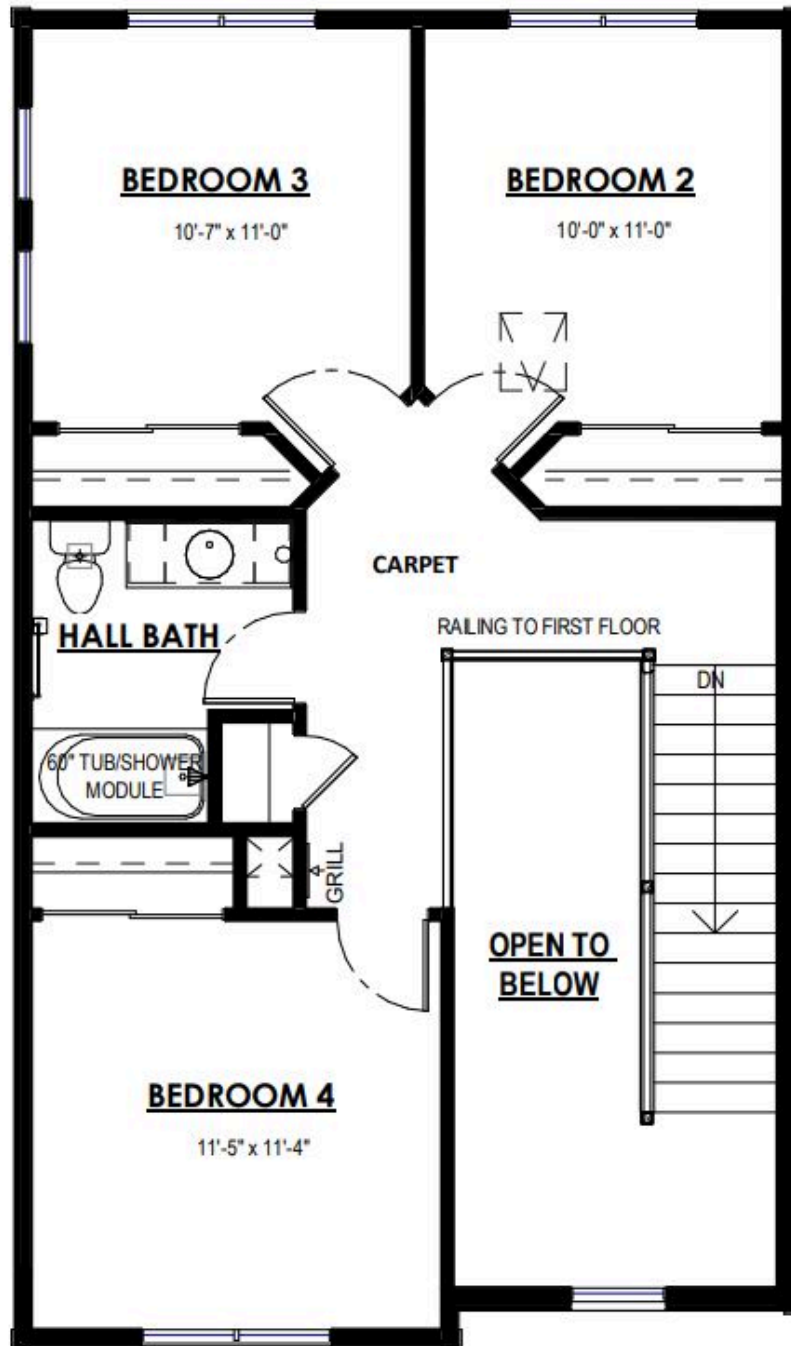 BEDROOM 3
10'-7" x 11'-0"
BEDROOM 2
10'-0" x 11'-0"
CARPET
HALL BATH
RAILING TO FIRST FLOOR
DN
60" TUB/SHOWER
MODULE
GRILL
OPEN TO
BELOW
BEDROOM 4
11'-5" x 11'-4"